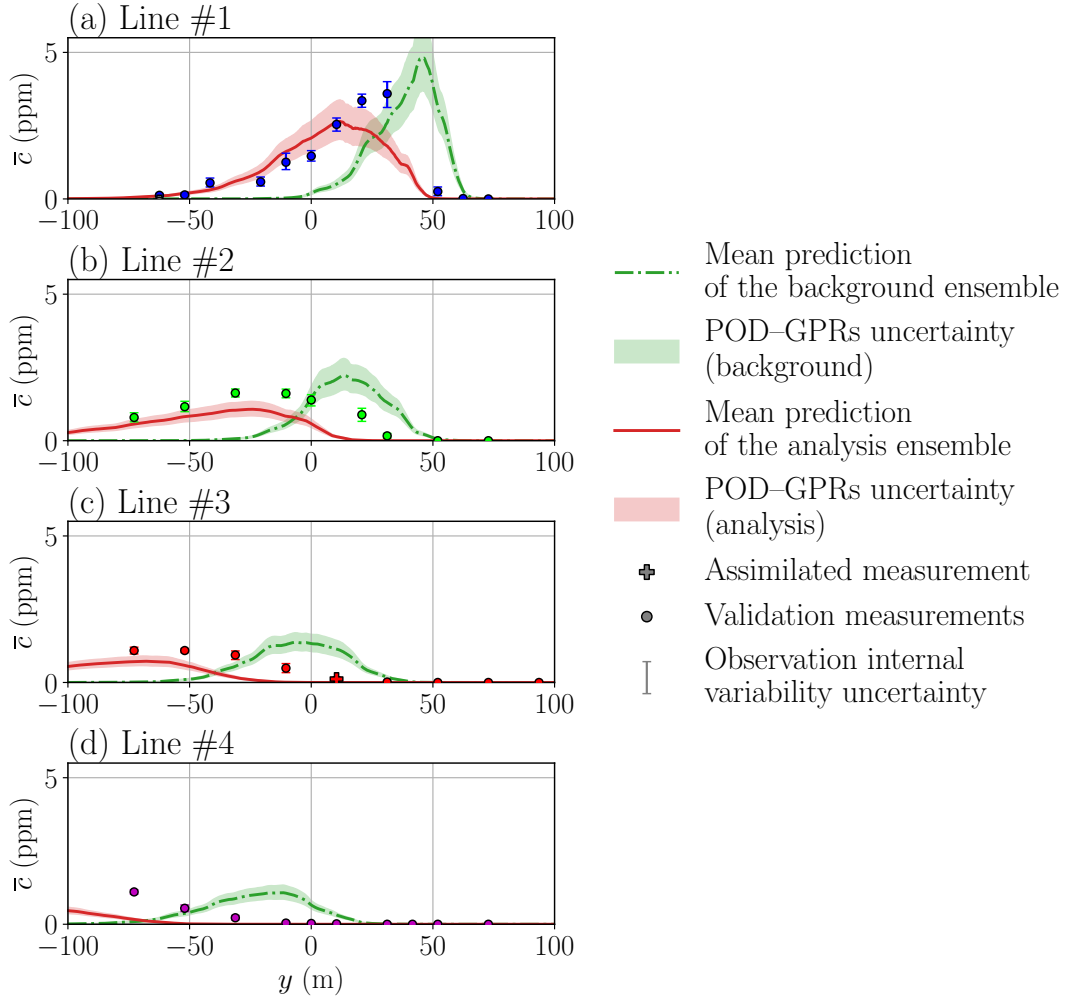 (a) Line #1
5
0
c̅ (ppm)
−100 −50 0 50 100
(b) Line #2
5
0
c̅ (ppm)
−100 −50 0 50 100
(c) Line #3
5
0
c̅ (ppm)
−100 −50 0 50 100
(d) Line #4
5
0
c̅ (ppm)
−100 −50 0 50 100
y (m)
Mean prediction
of the background ensemble
POD–GPRs uncertainty
(background)
Mean prediction
of the analysis ensemble
POD–GPRs uncertainty
(analysis)
Assimilated measurement
Validation measurements
Observation internal
variability uncertainty